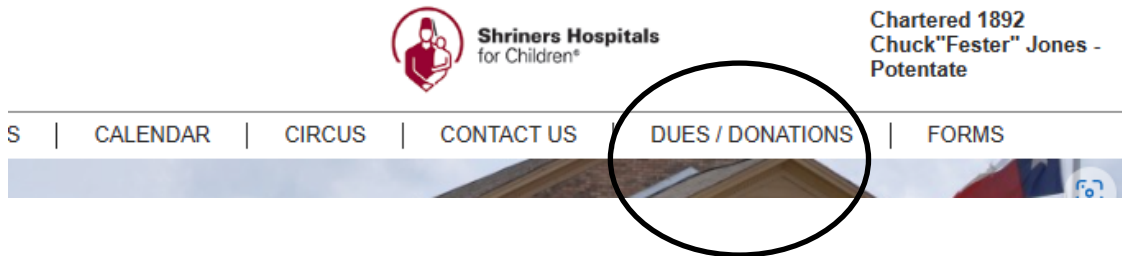 Shriners Hospitals
for Children®
Chartered 1892
Chuck"Fester" Jones -
Potentate
S | CALENDAR | CIRCUS | CONTACT US | DUES / DONATIONS | FORMS